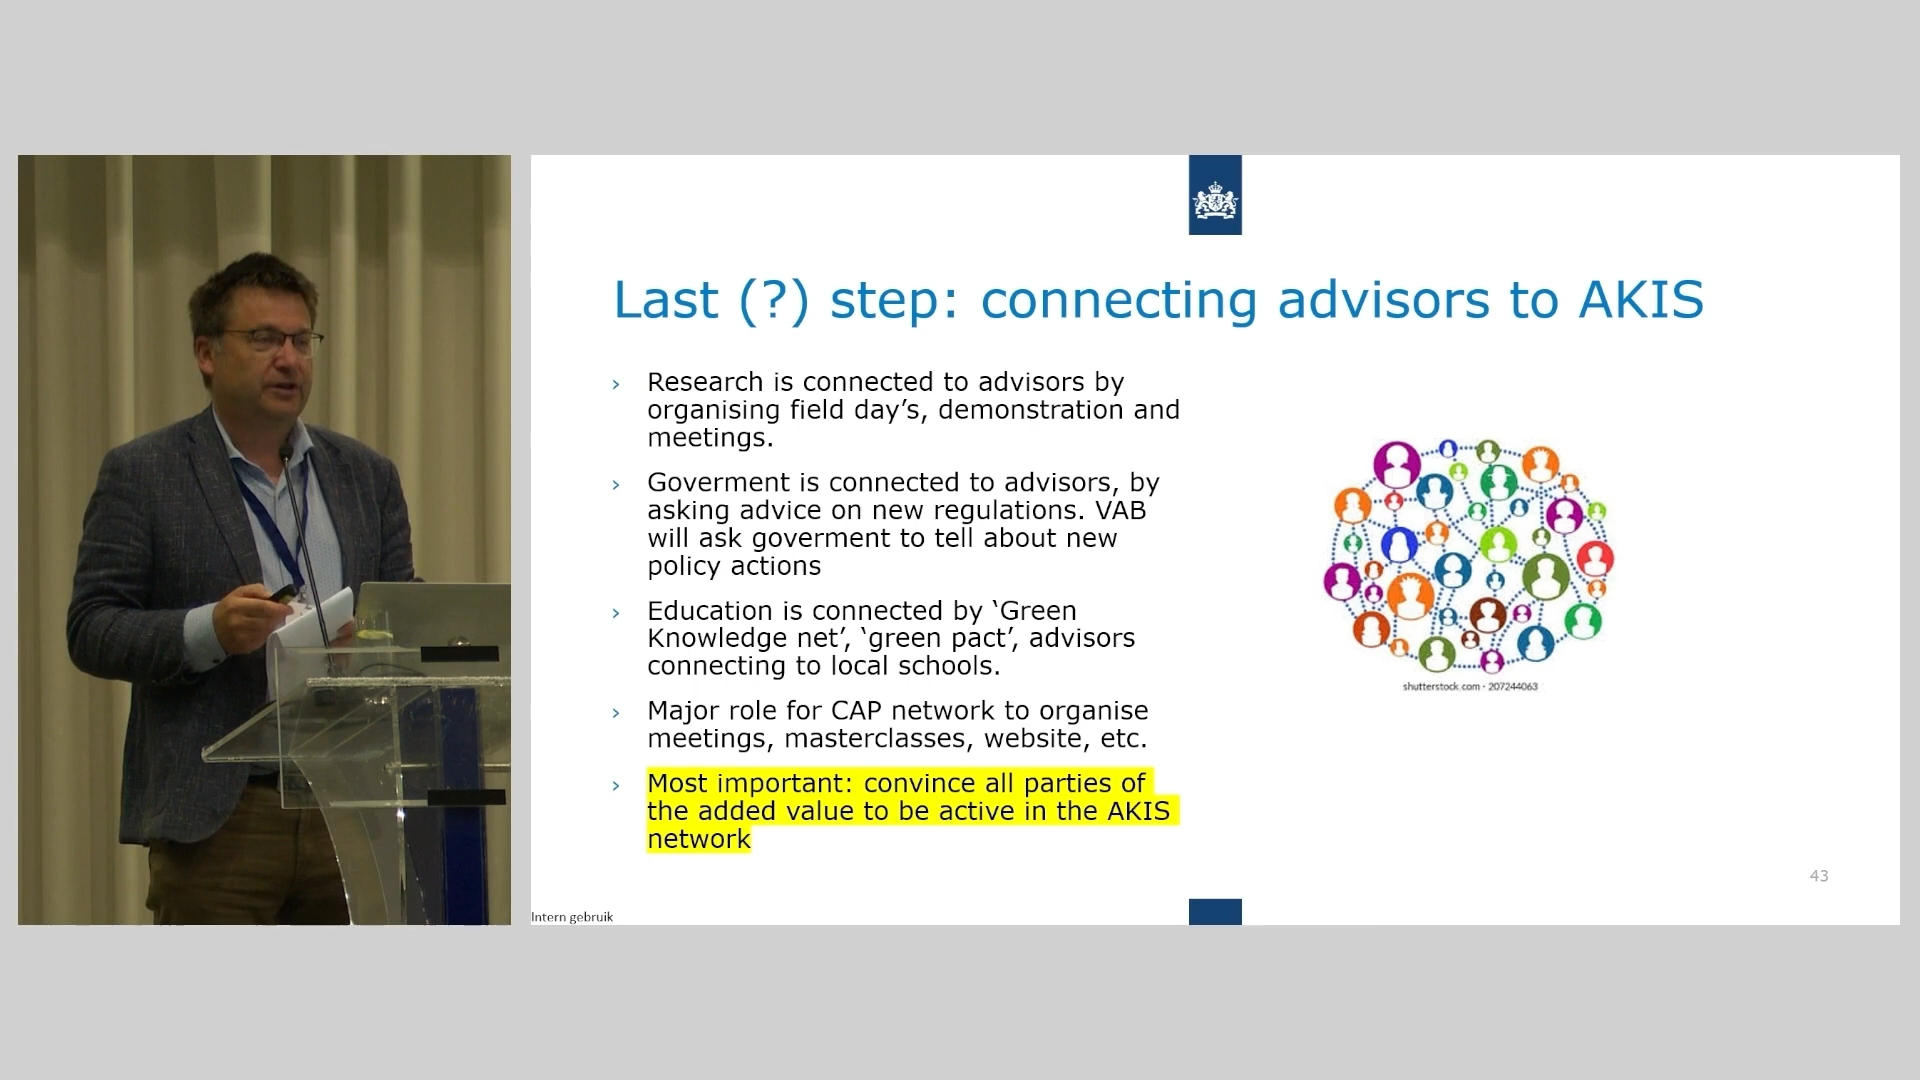 Last (?) step: connecting advisors to AKIS
› Research is connected to advisors by
organising field day’s, demonstration and
meetings.
› Goverment is connected to advisors, by
asking advice on new regulations. VAB
will ask goverment to tell about new
policy actions
› Education is connected by ‘Green
Knowledge net’, ‘green pact’, advisors
connecting to local schools.
› Major role for CAP network to organise
meetings, masterclasses, website, etc.
› Most important: convince all parties of
the added value to be active in the AKIS
network
shutterstock.com · 207244063
43
Intern gebruik